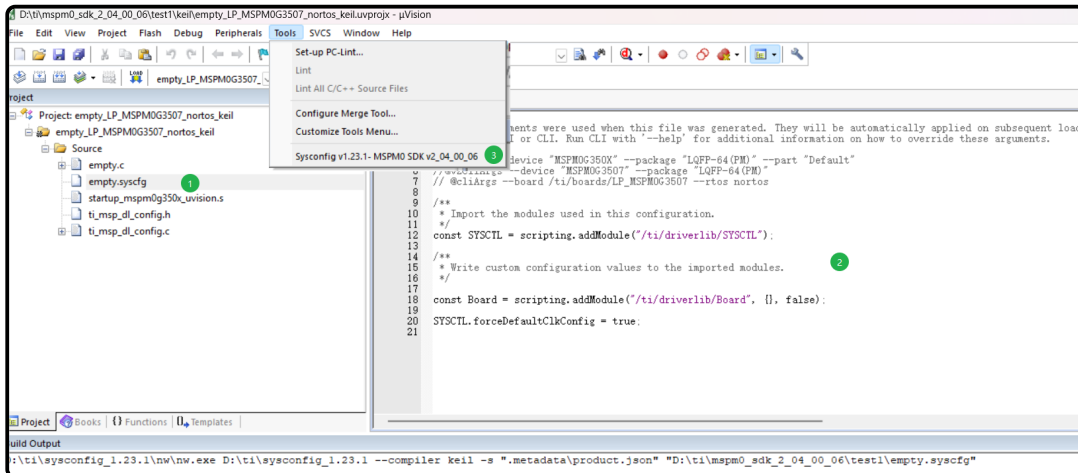 D:\ti\mspm0_sdk_2_04_00_06\test1\keil\empty_LP_MSPM0G3507_nortos_keil.uvprojx - µVision
File Edit View Project Flash Debug Peripherals Tools SVCS Window Help
Set-up PC-Lint...
Lint
Lint All C/C++ Source Files
Configure Merge Tool...
Customize Tools Menu...
Sysconfig v1.23.1- MSPM0 SDK v2_04_00_06 3
LOAD empty_LP_MSPM0G3507_
roject
Project: empty_LP_MSPM0G3507_nortos_keil
empty_LP_MSPM0G3507_nortos_keil
Source
empty.c
empty.syscfg 1
startup_mspm0g350x_uvision.s
ti_msp_dl_config.h
ti_msp_dl_config.c
ents were used when this file was generated. They will be automatically applied on subsequent loa
I or CLI. Run CLI with '--help' for additional information on how to override these arguments.
--device "MSPM0G350X" --package "LQFP-64(PM)" --part "Default"
6 //@v2CliArgs --device "MSPM0G3507" --package "LQFP-64(PM)"
7 // @cliArgs --board /ti/boards/LP_MSPM0G3507 --rtos nortos
8
9 /**
10 * Import the modules used in this configuration.
11 */
12 const SYSCTL = scripting.addModule("/ti/driverlib/SYSCTL");
13
14 /**
15 * Write custom configuration values to the imported modules. 2
16 */
17
18 const Board = scripting.addModule("/ti/driverlib/Board", {}, false);
19
20 SYSCTL.forceDefaultClkConfig = true;
21
Project Books {} Functions Templates
uild Output
:\ti\sysconfig_1.23.1\nw\nw.exe D:\ti\sysconfig_1.23.1 --compiler keil -s ".metadata\product.json" "D:\ti\mspm0_sdk_2_04_00_06\test1\empty.syscfg"